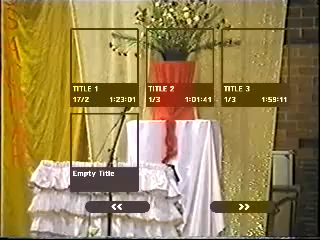 TITLE 1
17/2 1:23:01
TITLE 2
1/3 1:01:41
TITLE 3
1/3 1:59:11
Empty Title
<<
>>